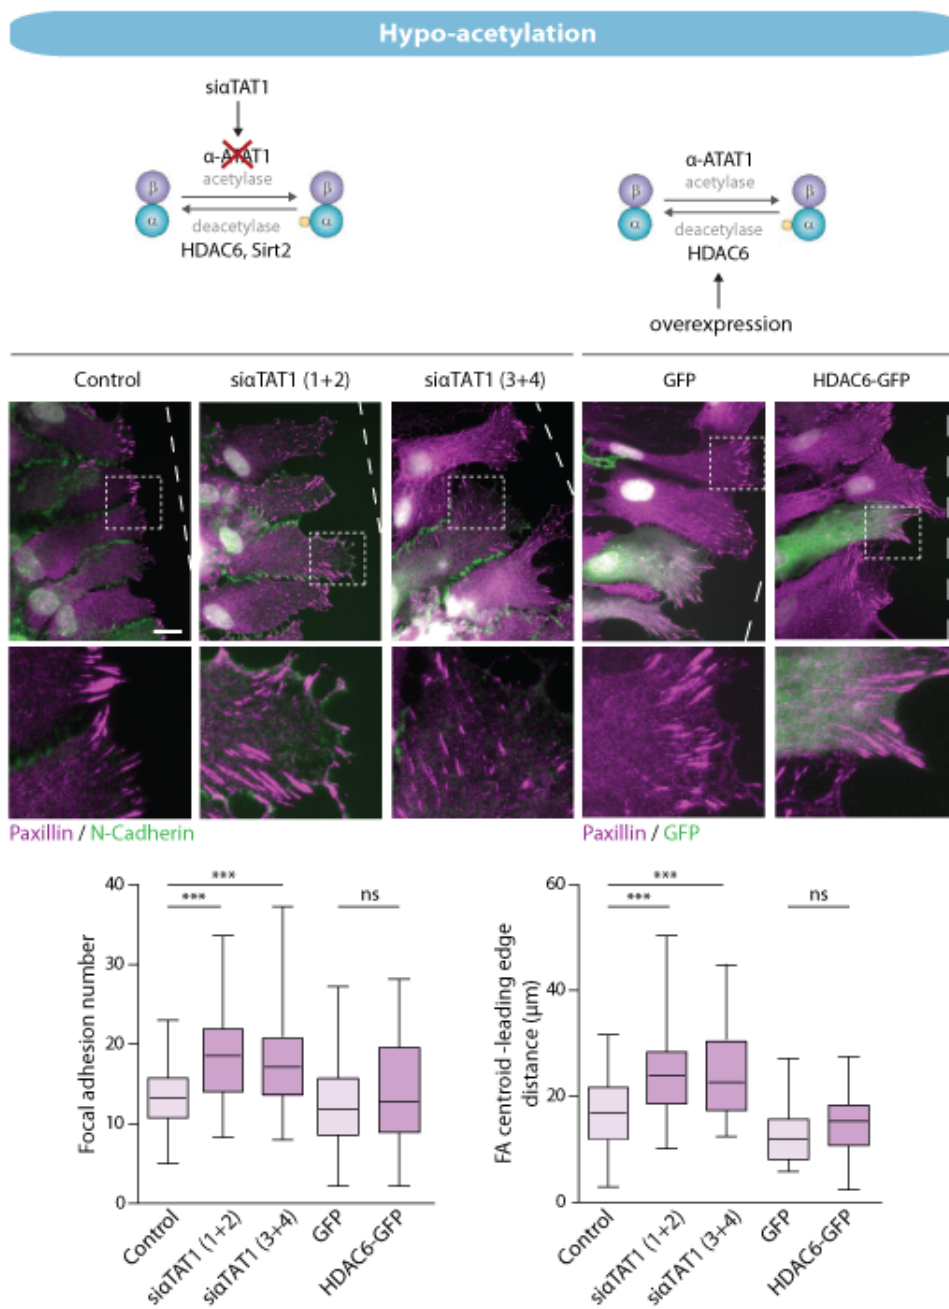 Hypo-acetylation
siαTAT1
α-ATAT1
acetylase
β
β
α
α
deacetylase
HDAC6, Sirt2
α-ATAT1
acetylase
β
β
α
α
deacetylase
HDAC6
overexpression
Control
siαTAT1 (1+2)
siαTAT1 (3+4)
GFP
HDAC6-GFP
Paxillin / N-Cadherin
Paxillin / GFP
Focal adhesion number
40
30
20
10
0
***
***
ns
Control
siαTAT1 (1+2)
siαTAT1 (3+4)
GFP
HDAC6-GFP
FA centroid -leading edge
distance (μm)
60
40
20
0
***
***
ns
Control
siαTAT1 (1+2)
siαTAT1 (3+4)
GFP
HDAC6-GFP